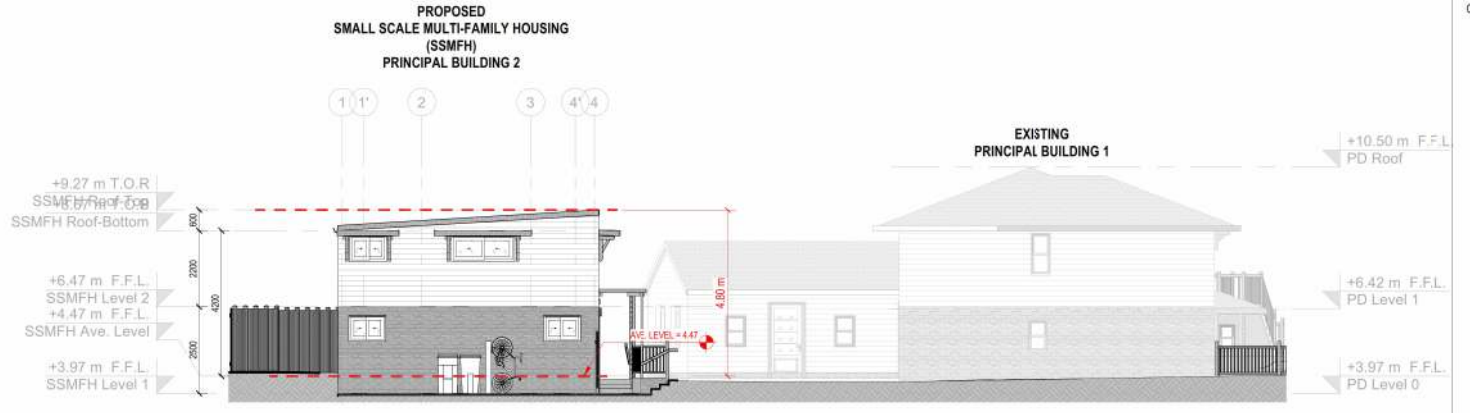 PROPOSED
SMALL SCALE MULTI-FAMILY HOUSING
(SSMFH)
PRINCIPAL BUILDING 2
1
1'
2
3
4'
4
EXISTING
PRINCIPAL BUILDING 1
+10.50 m F.F.L.
PD Roof
+9.27 m T.O.R
SSMFH Roof-Top
SSMFH Roof-Bottom
600
2200
4200
2500
+6.47 m F.F.L.
SSMFH Level 2
+4.47 m F.F.L.
SSMFH Ave. Level
+3.97 m F.F.L.
SSMFH Level 1
4.80 m
AVE. LEVEL = 4.47
+6.42 m F.F.L.
PD Level 1
+3.97 m F.F.L.
PD Level 0